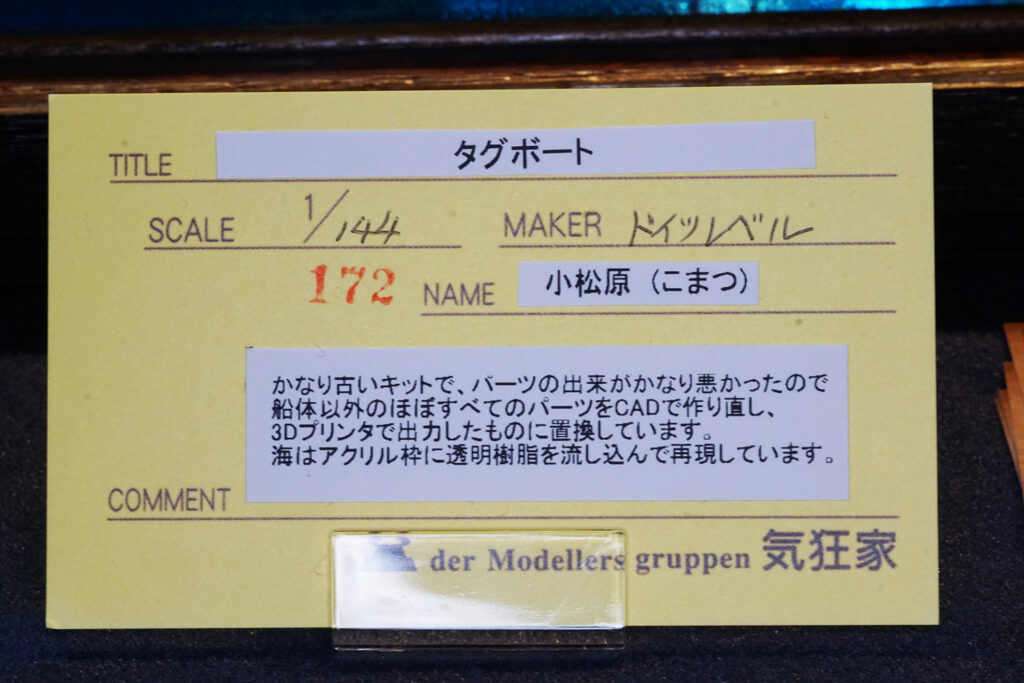 TITLE タグボート
SCALE 1/144 MAKER ドイツレベル
172 NAME 小松原（こまつ）
かなり古いキットで、パーツの出来がかなり悪かったので
船体以外のほぼすべてのパーツをCADで作り直し、
3Dプリンタで出力したものに置換しています。
海はアクリル枠に透明樹脂を流し込んで再現しています。
COMMENT
der Modellers gruppen 気狂家